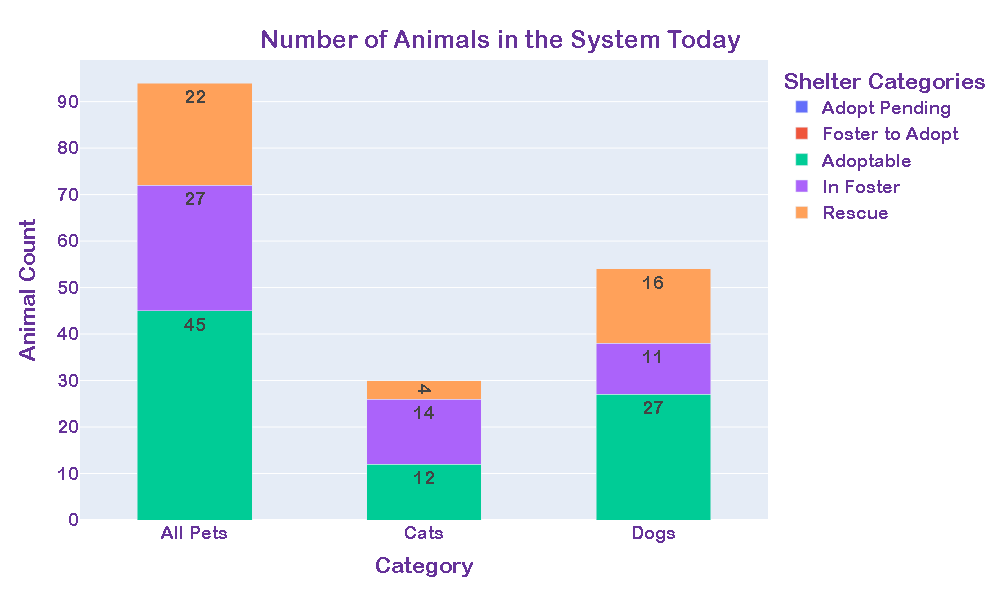 Number of Animals in the System Today
Shelter Categories
Adopt Pending
Foster to Adopt
Adoptable
In Foster
Rescue
Animal Count
90
80
70
60
50
40
30
20
10
0
22
27
45
4
14
12
16
11
27
All Pets
Cats
Dogs
Category